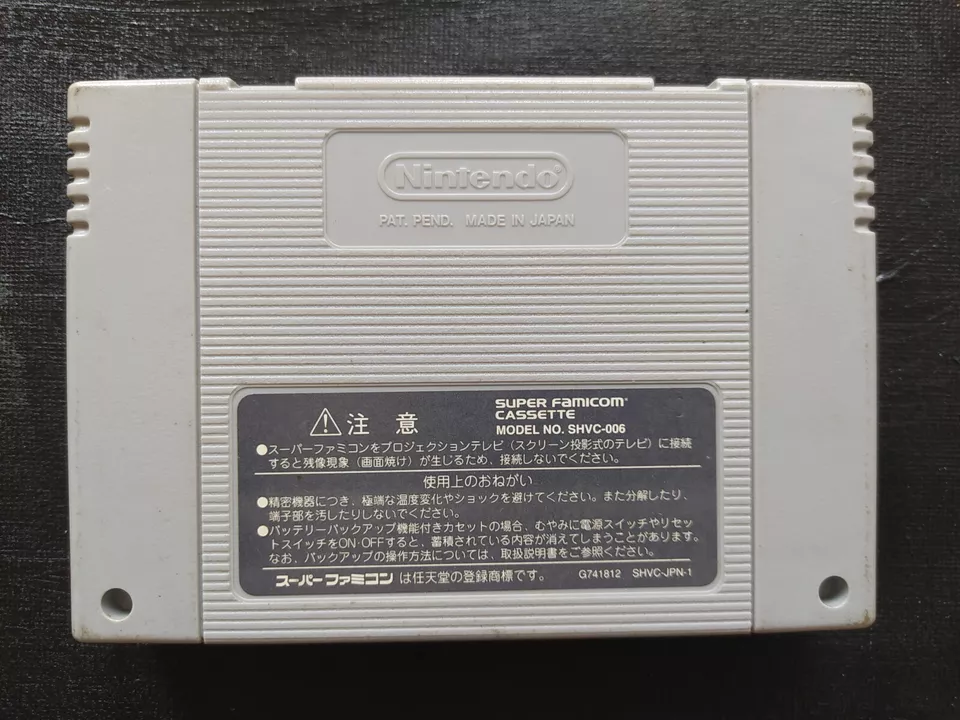 Nintendo
PAT. PEND. MADE IN JAPAN
注意
SUPER FAMICOM
CASSETTE
MODEL NO. SHVC-006
●スーパーファミコンをプロジェクションテレビ(スクリーン投影式のテレビ)に接続
すると残像現象(画面焼け)が生じるため、接続しないでください。
使用上のおねがい
●精密機器につき、極端な温度変化やショックを避けてください。また分解したり、
端子部を汚したりしないでください。
●バッテリーバックアップ機能付きカセットの場合、むやみに電源スイッチやリセッ
トスイッチをON・OFFすると、蓄積されている内容が消えてしまうことがあります。
なお、バックアップの操作方法については、取扱説明書をご参照ください。
スーパーファミコンは任天堂の登録商標です。
G741812 SHVC-JPN-1